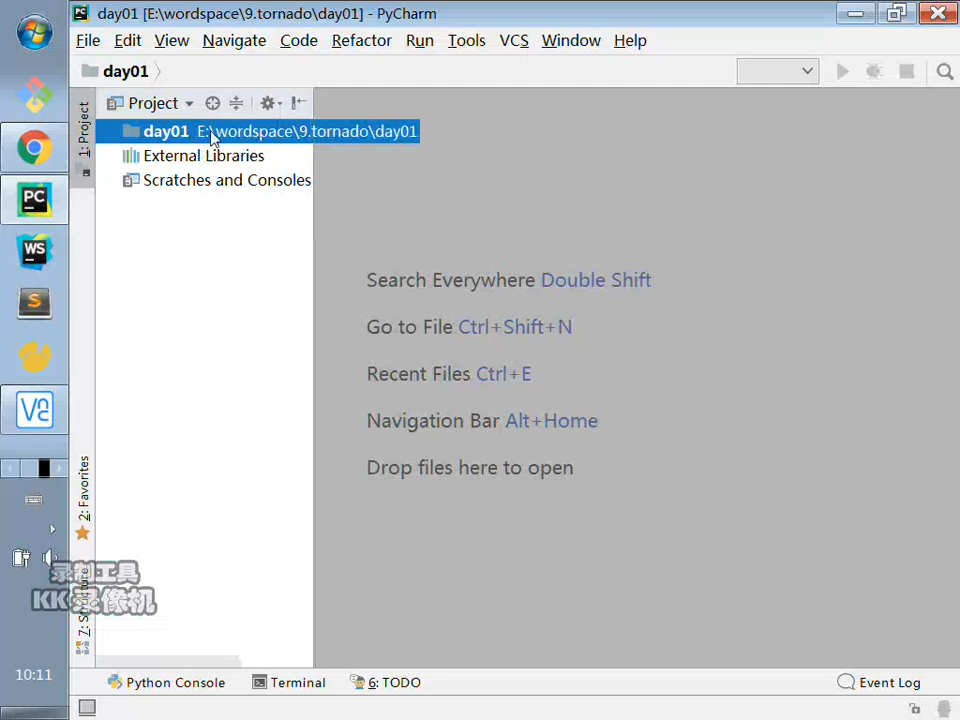 day01 [E:\wordspace\9.tornado\day01] - PyCharm
File Edit View Navigate Code Refactor Run Tools VCS Window Help
day01
1: Project
Project
day01 E:\wordspace\9.tornado\day01
External Libraries
Scratches and Consoles
PC
WS
S
Search Everywhere Double Shift
Go to File Ctrl+Shift+N
Recent Files Ctrl+E
Navigation Bar Alt+Home
Drop files here to open
2: Favorites
7: Structure
录制工具
KK录像机
10:11
Python Console Terminal 6: TODO Event Log